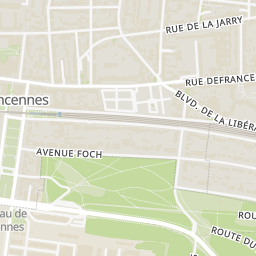 RUE DE LA JARRY
RUE DEFRANCE
BLVD. DE LA LIBÉRA
ncennes
AVENUE FOCH
au de
nnes
ROU
ROUTE DU